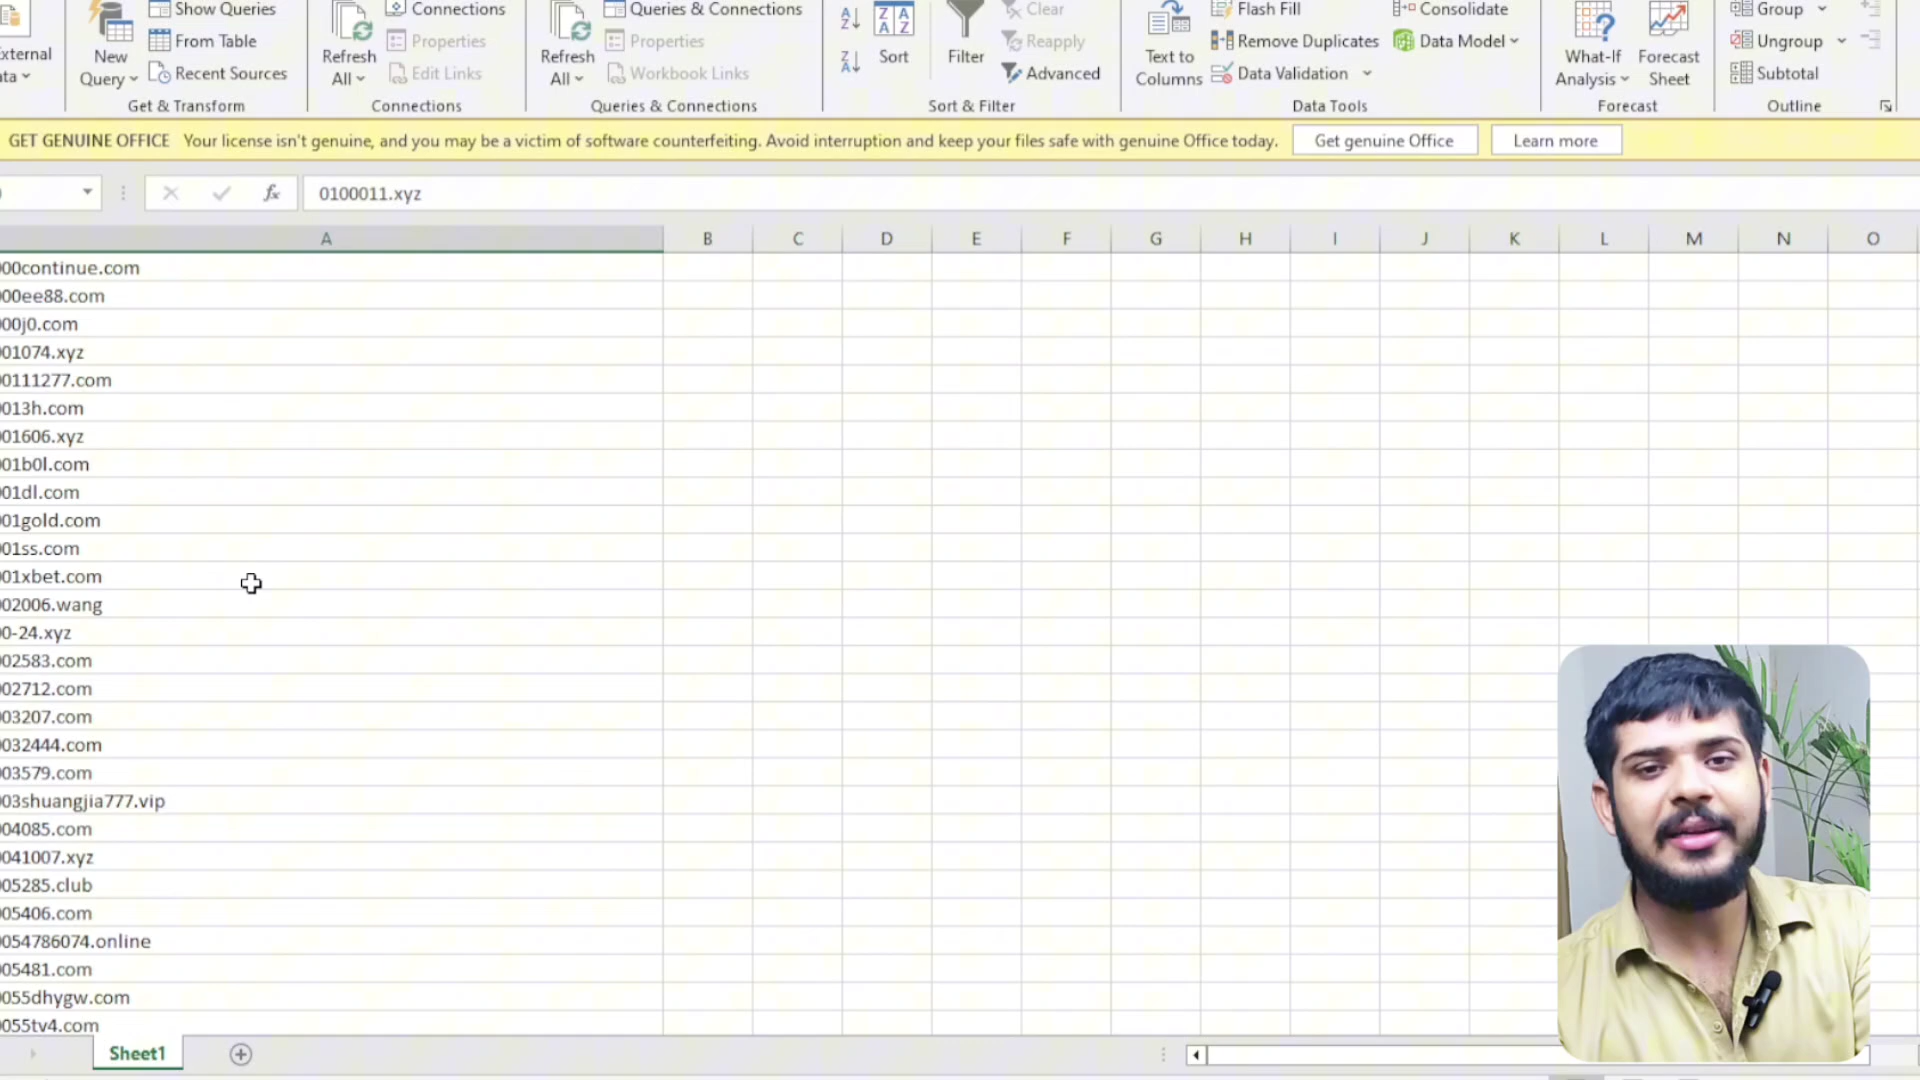 Show Queries
Connections
Queries & Connections
Clear
Flash Fill
Consolidate
Group
From Table
Properties
Properties
Reapply
Remove Duplicates
Data Model
Ungroup
New Query
Recent Sources
Refresh All
Edit Links
Refresh All
Workbook Links
Sort
Filter
Advanced
Text to Columns
Data Validation
What-If Analysis
Forecast Sheet
Subtotal
Get & Transform
Connections
Queries & Connections
Sort & Filter
Data Tools
Forecast
Outline
GET GENUINE OFFICE Your license isn't genuine, and you may be a victim of software counterfeiting. Avoid interruption and keep your files safe with genuine Office today. Get genuine Office Learn more
fx 0100011.xyz
A B C D E F G H I J K L M N O
00continue.com
00ee88.com
00j0.com
01074.xyz
0111277.com
013h.com
01606.xyz
01b0l.com
01dl.com
01gold.com
01ss.com
01xbet.com
02006.wang
0-24.xyz
02583.com
02712.com
03207.com
032444.com
03579.com
03shuangjia777.vip
04085.com
041007.xyz
05285.club
05406.com
054786074.online
05481.com
055dhygw.com
055tv4.com
Sheet1